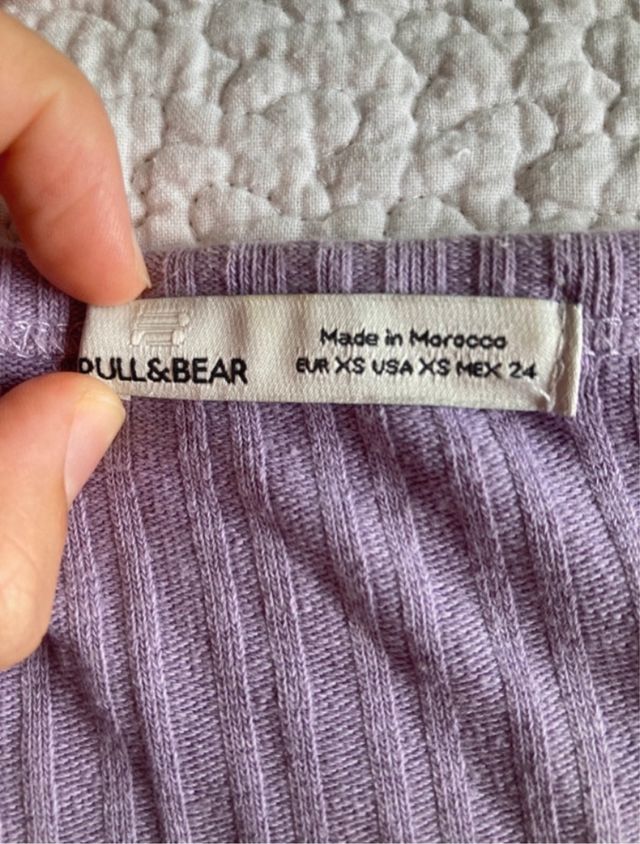 PULL&BEAR
Made in Morocco
EUR XS USA XS MEX 24